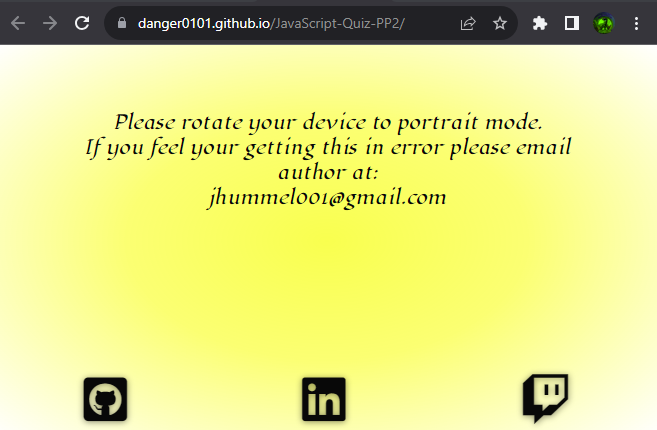 danger0101.github.io/JavaScript-Quiz-PP2/
Please rotate your device to portrait mode.
If you feel your getting this in error please email
author at:
jhummel001@gmail.com
in